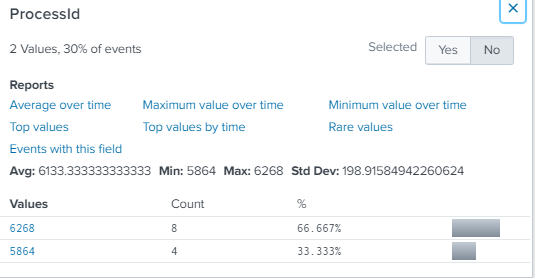 ProcessId
2 Values, 30% of events
Selected Yes No
Reports
Average over time Maximum value over time Minimum value over time
Top values Top values by time Rare values
Events with this field
Avg: 6133.333333333333 Min: 5864 Max: 6268 Std Dev: 198.91584942260624
Values Count %
6268 8 66.667%
5864 4 33.333%